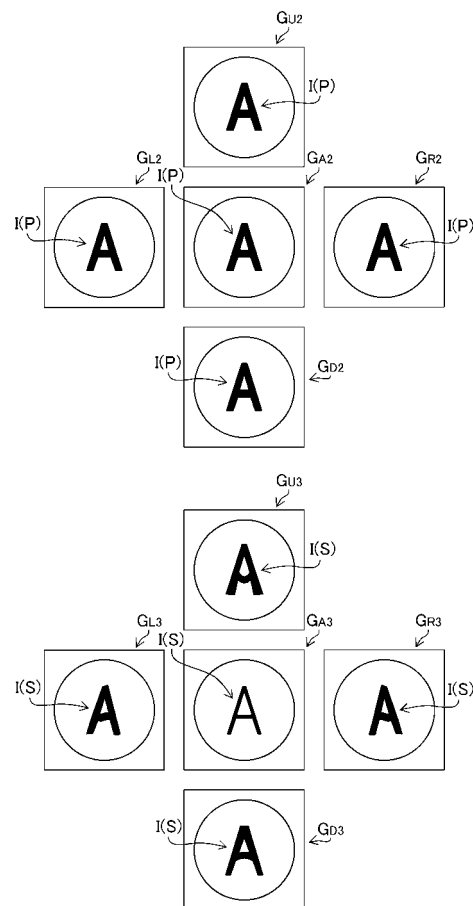 GU2
A
I(P)
GL2
I(P)
GA2
GR2
I(P)
A
A
A
I(P)
I(P)
A
GD2
GU3
A
I(S)
GL3
I(S)
GA3
GR3
I(S)
A
A
A
I(S)
I(S)
A
GD3